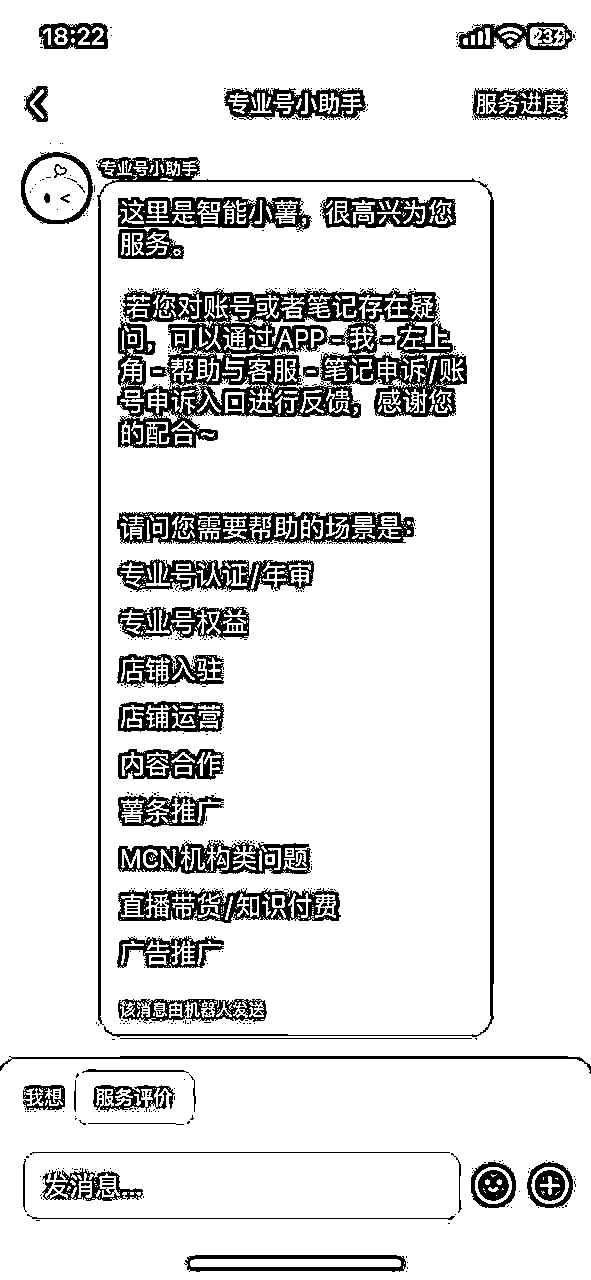 18:22
23
专业号小助手
服务进度
专业号小助手
这里是智能小薯，很高兴为您
服务。
若您对账号或者笔记存在疑
问，可以通过APP-我-左上
角-帮助与客服-笔记申诉/账
号申诉入口进行反馈，感谢您
的配合~
请问您需要帮助的场景是：
专业号认证/年审
专业号权益
店铺入驻
店铺运营
内容合作
薯条推广
MCN机构类问题
直播带货/知识付费
广告推广
该消息由机器人发送
我想
服务评价
发消息...